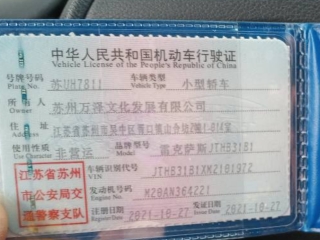 中华人民共和国机动车行驶证
Vehicle License of the People's Republic of China
号牌号码 苏UH7811 车辆类型 小型轿车
Plate No. Vehicle Type
所有人 苏州万泽文化发展有限公司
Owner
住址
Address
使用性质 非营法 品牌型号 雷克萨斯JTHB31B1
Use Character Model
江苏省苏州
市公安局交
通警察支队
车辆识别代号
VIN
发动机号码 M20AN364221
Engine No.
注册日期 2021-10-27 发证日期 2021-10-27
Register Date Issue Date